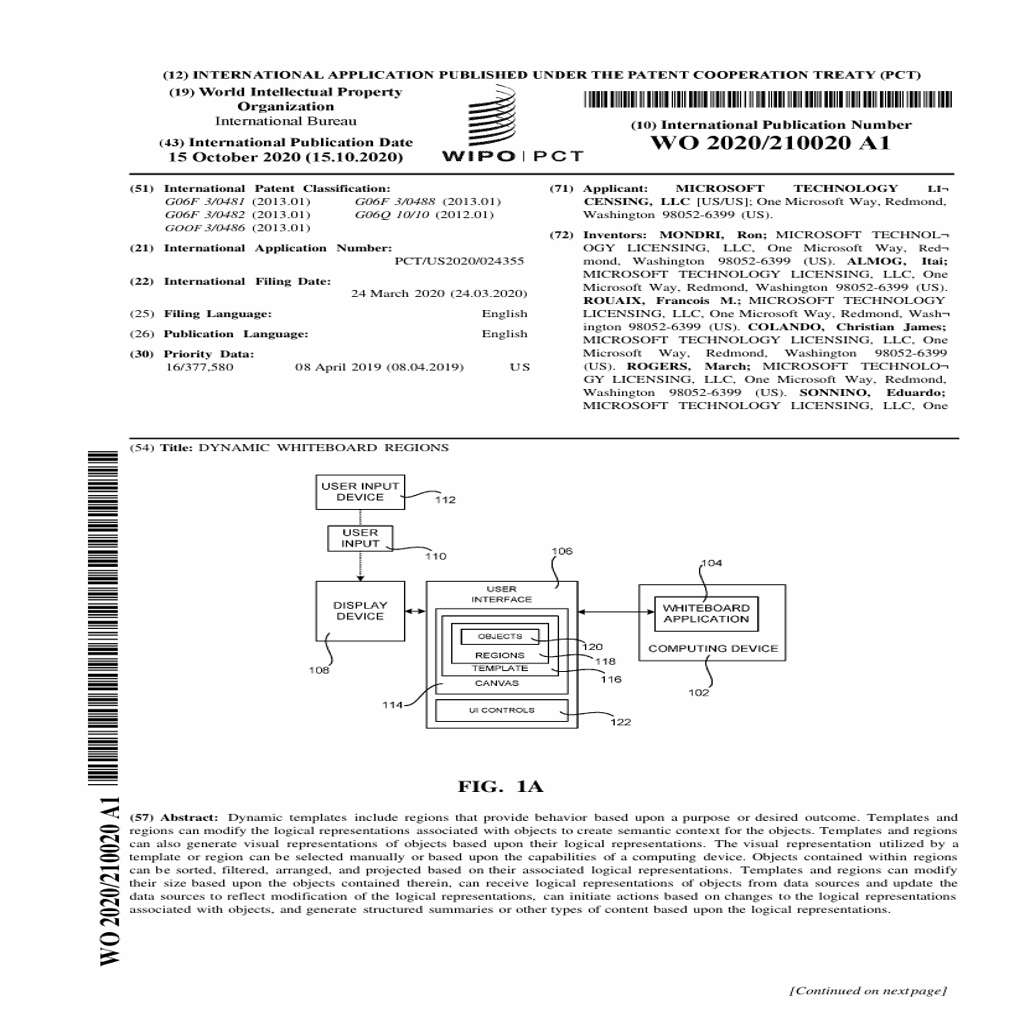 (12) INTERNATIONAL APPLICATION PUBLISHED UNDER THE PATENT COOPERATION TREATY (PCT)
(19) World Intellectual Property
Organization
International Bureau
(43) International Publication Date
15 October 2020 (15.10.2020)
WIPO | PCT
(10) International Publication Number
WO 2020/210020 A1
(51) International Patent Classification:
G06F 3/0481 (2013.01) G06F 3/0488 (2013.01)
G06F 3/0482 (2013.01) G06Q 10/10 (2012.01)
GOOF 3/0486 (2013.01)
(21) International Application Number:
PCT/US2020/024355
(22) International Filing Date:
24 March 2020 (24.03.2020)
(25) Filing Language: English
(26) Publication Language: English
(30) Priority Data:
16/377,580 08 April 2019 (08.04.2019) US
(71) Applicant: MICROSOFT TECHNOLOGY LI¬
CENSING, LLC [US/US]; One Microsoft Way, Redmond,
Washington 98052-6399 (US).
(72) Inventors: MONDRI, Ron; MICROSOFT TECHNOL¬
OGY LICENSING, LLC, One Microsoft Way, Red¬
mond, Washington 98052-6399 (US). ALMOG, Itai;
MICROSOFT TECHNOLOGY LICENSING, LLC, One
Microsoft Way, Redmond, Washington 98052-6399 (US).
ROUAIX, Francois M.; MICROSOFT TECHNOLOGY
LICENSING, LLC, One Microsoft Way, Redmond, Wash¬
ington 98052-6399 (US). COLANDO, Christian James;
MICROSOFT TECHNOLOGY LICENSING, LLC, One
Microsoft Way, Redmond, Washington 98052-6399
(US). ROGERS, March; MICROSOFT TECHNOLO¬
GY LICENSING, LLC, One Microsoft Way, Redmond,
Washington 98052-6399 (US). SONNINO, Eduardo;
MICROSOFT TECHNOLOGY LICENSING, LLC, One
(54) Title: DYNAMIC WHITEBOARD REGIONS
USER INPUT
DEVICE
112
USER
INPUT
110
106
104
DISPLAY
DEVICE
108
USER
INTERFACE
OBJECTS
120
REGIONS
118
TEMPLATE
116
CANVAS
114
UI CONTROLS
122
WHITEBOARD
APPLICATION
COMPUTING DEVICE
102
FIG. 1A
(57) Abstract: Dynamic templates include regions that provide behavior based upon a purpose or desired outcome. Templates and
regions can modify the logical representations associated with objects to create semantic context for the objects. Templates and regions
can also generate visual representations of objects based upon their logical representations. The visual representation utilized by a
template or region can be selected manually or based upon the capabilities of a computing device. Objects contained within regions
can be sorted, filtered, arranged, and projected based on their associated logical representations. Templates and regions can modify
their size based upon the objects contained therein, can receive logical representations of objects from data sources and update the
data sources to reflect modification of the logical representations, can initiate actions based on changes to the logical representations
associated with objects, and generate structured summaries or other types of content based upon the logical representations.
WO 2020/210020 A1
[Continued on next page]